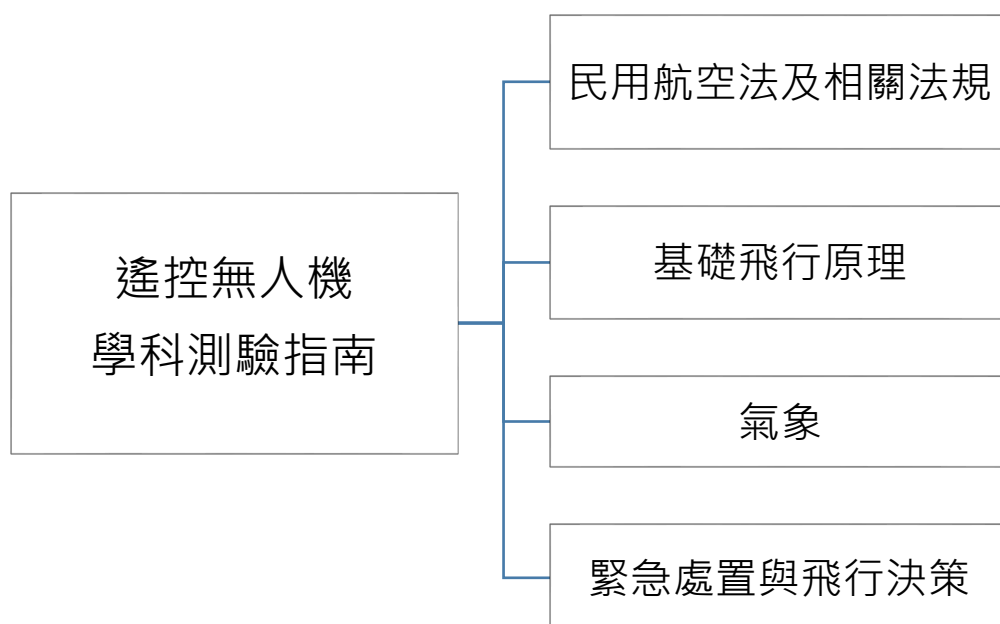 遙控無人機
學科測驗指南
民用航空法及相關法規
基礎飛行原理
氣象
緊急處置與飛行決策